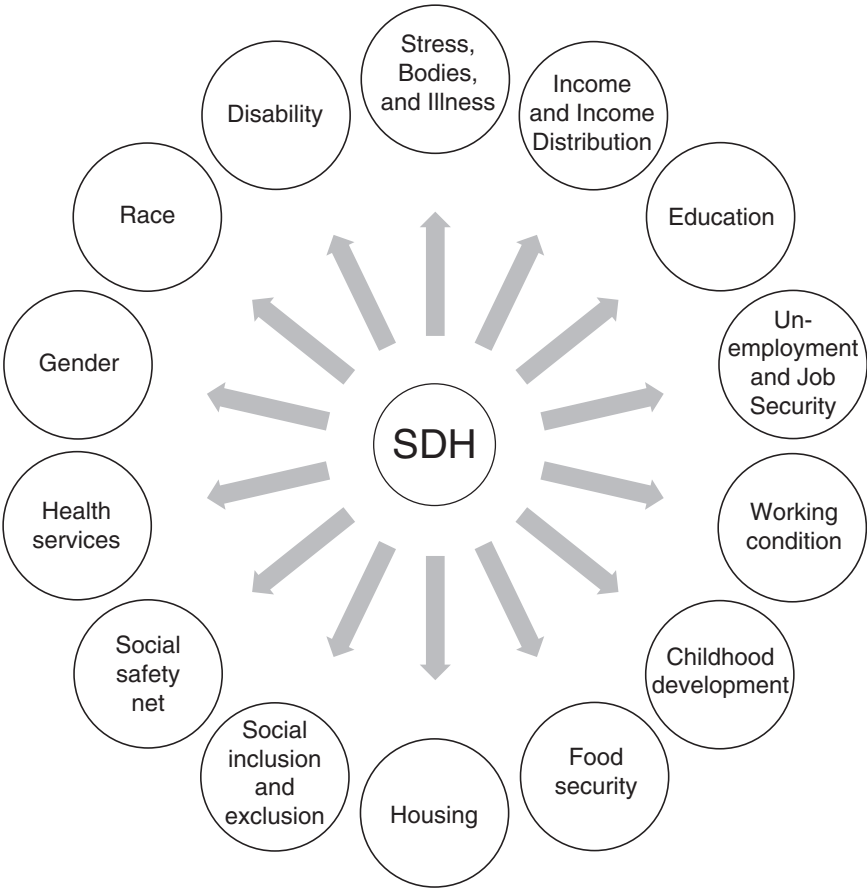 Stress,
Bodies,
and Illness
Income
and Income
Distribution
Education
Un-
employment
and Job
Security
Working
condition
Childhood
development
Food
security
Housing
Social
inclusion
and
exclusion
Social
safety
net
Health
services
Gender
Race
Disability
SDH